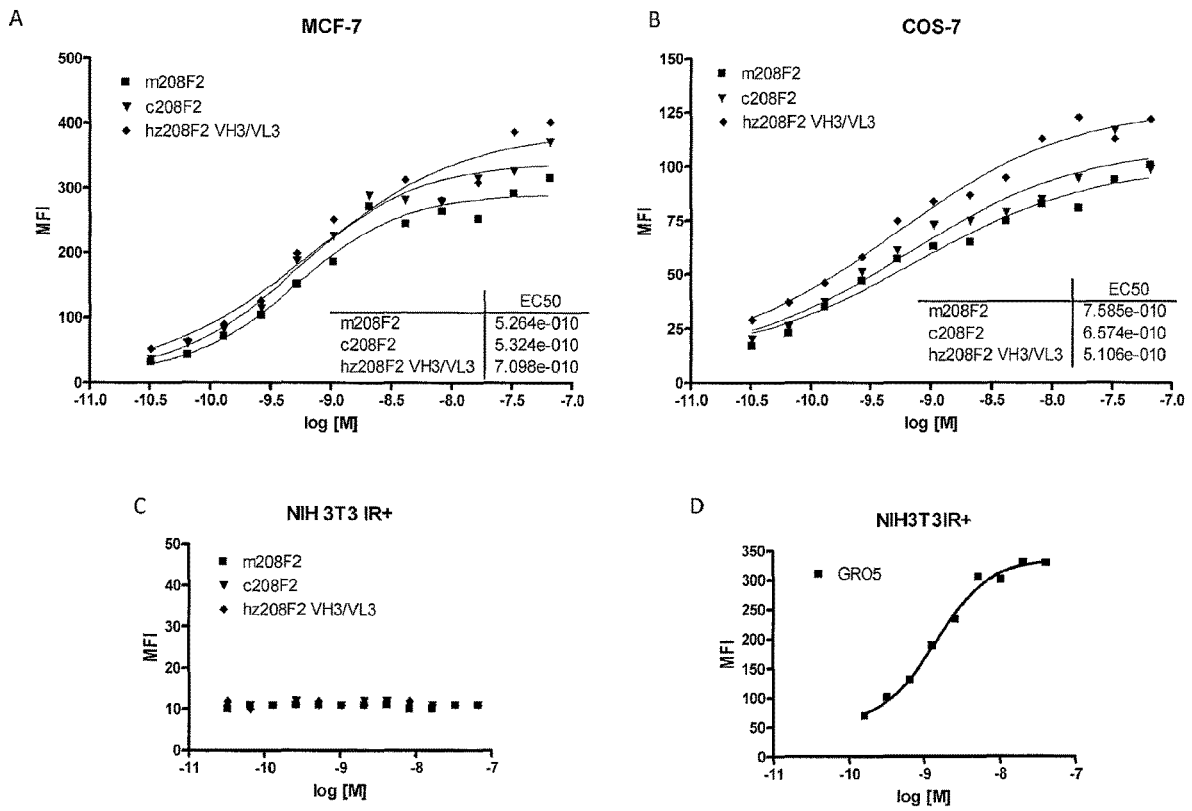 A
MCF-7
500
400
300
200
100
0
MFI
m208F2
c208F2
hz208F2 VH3/VL3
EC50
m208F2 5.264e-010
c208F2 5.324e-010
hz208F2 VH3/VL3 7.098e-010
-11.0 -10.5 -10.0 -9.5 -9.0 -8.5 -8.0 -7.5 -7.0
log [M]
B
COS-7
150
125
100
75
50
25
0
MFI
m208F2
c208F2
hz208F2 VH3/VL3
EC50
m208F2 7.585e-010
c208F2 6.574e-010
hz208F2 VH3/VL3 5.106e-010
-11.0 -10.5 -10.0 -9.5 -9.0 -8.5 -8.0 -7.5 -7.0
log [M]
C
NIH 3T3 IR+
50
40
30
20
10
0
MFI
m208F2
c208F2
hz208F2 VH3/VL3
-11 -10 -9 -8 -7
log [M]
D
NIH3T3IR+
350
300
250
200
150
100
50
0
MFI
GRO5
-11 -10 -9 -8 -7
log [M]